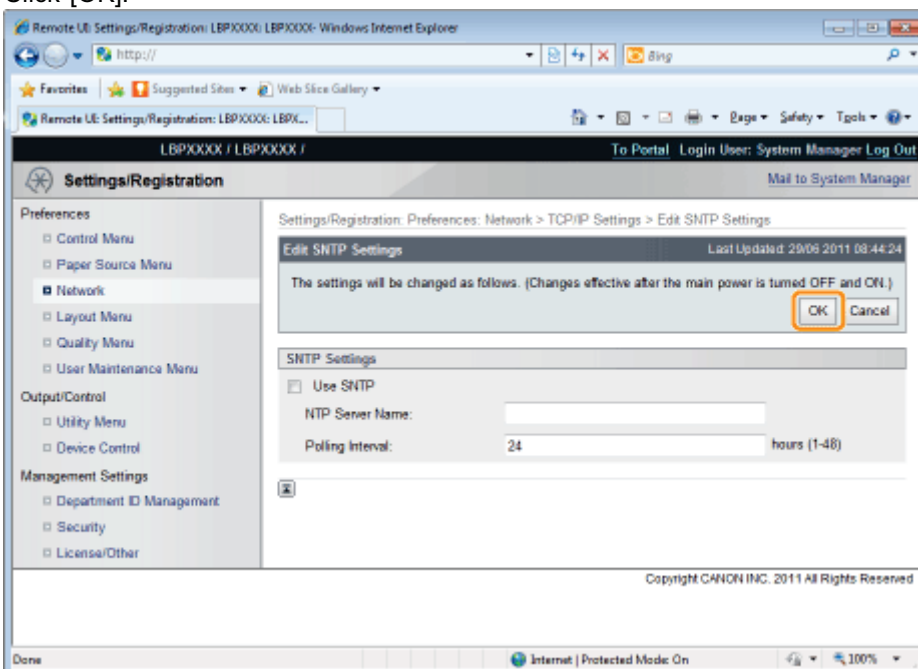 Click [OK].
Remote UI: Settings/Registration: LBPXXXX: LBPXXXX- Windows Internet Explorer
http://
Bing
Favorites Suggested Sites Web Slice Gallery
Remote UI: Settings/Registration: LBPXXXX: LBPX...
Page Safety Tools
LBPXXXX / LBPXXXX /
To Portal Login User: System Manager Log Out
Settings/Registration
Mail to System Manager
Preferences
Control Menu
Paper Source Menu
Network
Layout Menu
Quality Menu
User Maintenance Menu
Output/Control
Utility Menu
Device Control
Management Settings
Department ID Management
Security
License/Other
Settings/Registration: Preferences: Network > TCP/IP Settings > Edit SNTP Settings
Edit SNTP Settings
Last Updated: 29/06 2011 08:44:24
The settings will be changed as follows. (Changes effective after the main power is turned OFF and ON.)
OK Cancel
SNTP Settings
Use SNTP
NTP Server Name:
Polling Interval: 24 hours (1-48)
Copyright CANON INC. 2011 All Rights Reserved
Done
Internet | Protected Mode: On
100%